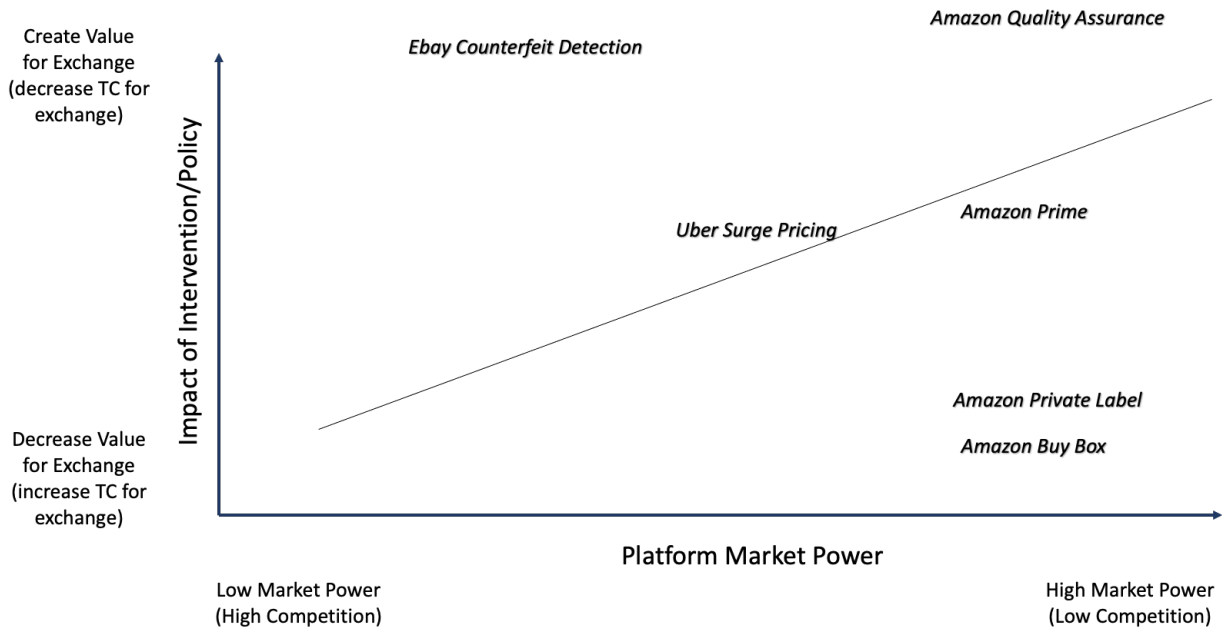 Create Value
for Exchange
(decrease TC for
exchange)
Ebay Counterfeit Detection
Amazon Quality Assurance
Impact of Intervention/Policy
Uber Surge Pricing
Amazon Prime
Amazon Private Label
Amazon Buy Box
Decrease Value
for Exchange
(increase TC for
exchange)
Platform Market Power
Low Market Power
(High Competition)
High Market Power
(Low Competition)